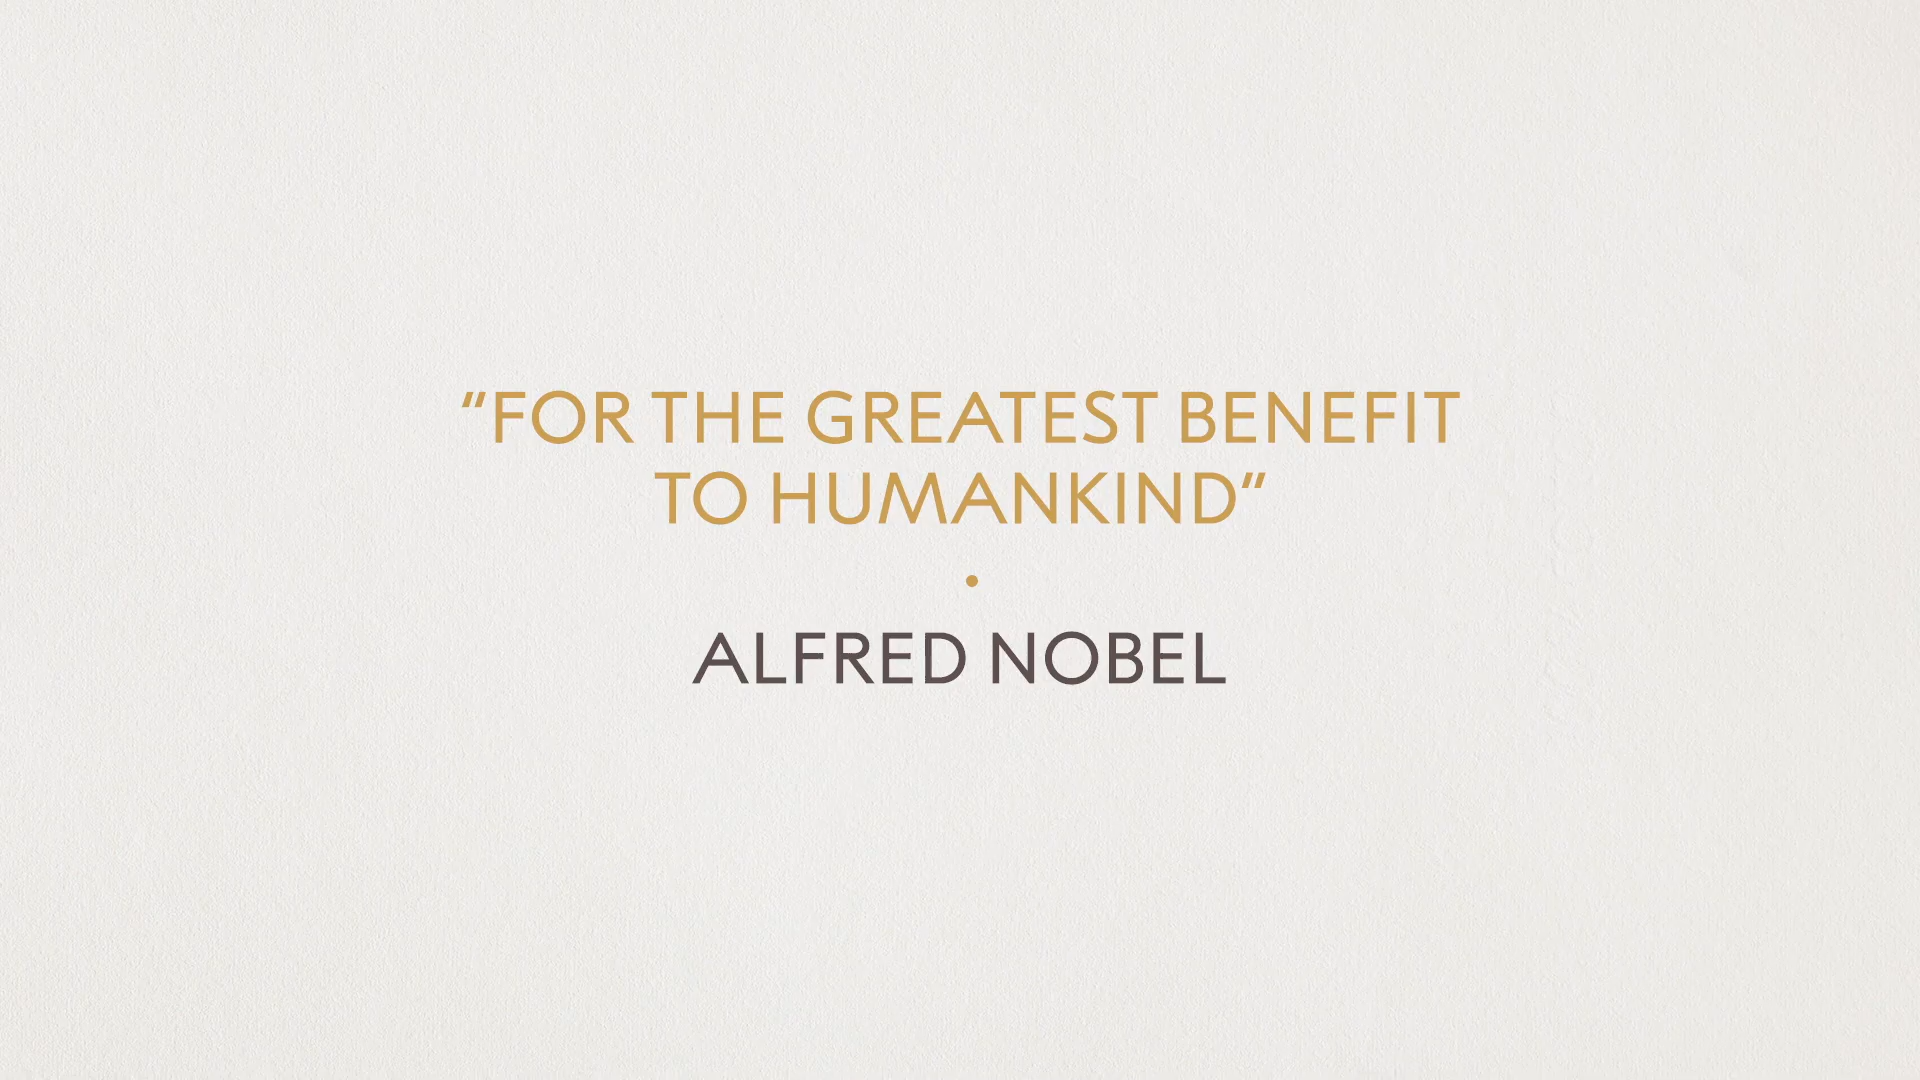 “FOR THE GREATEST BENEFIT
TO HUMANKIND”
•
ALFRED NOBEL